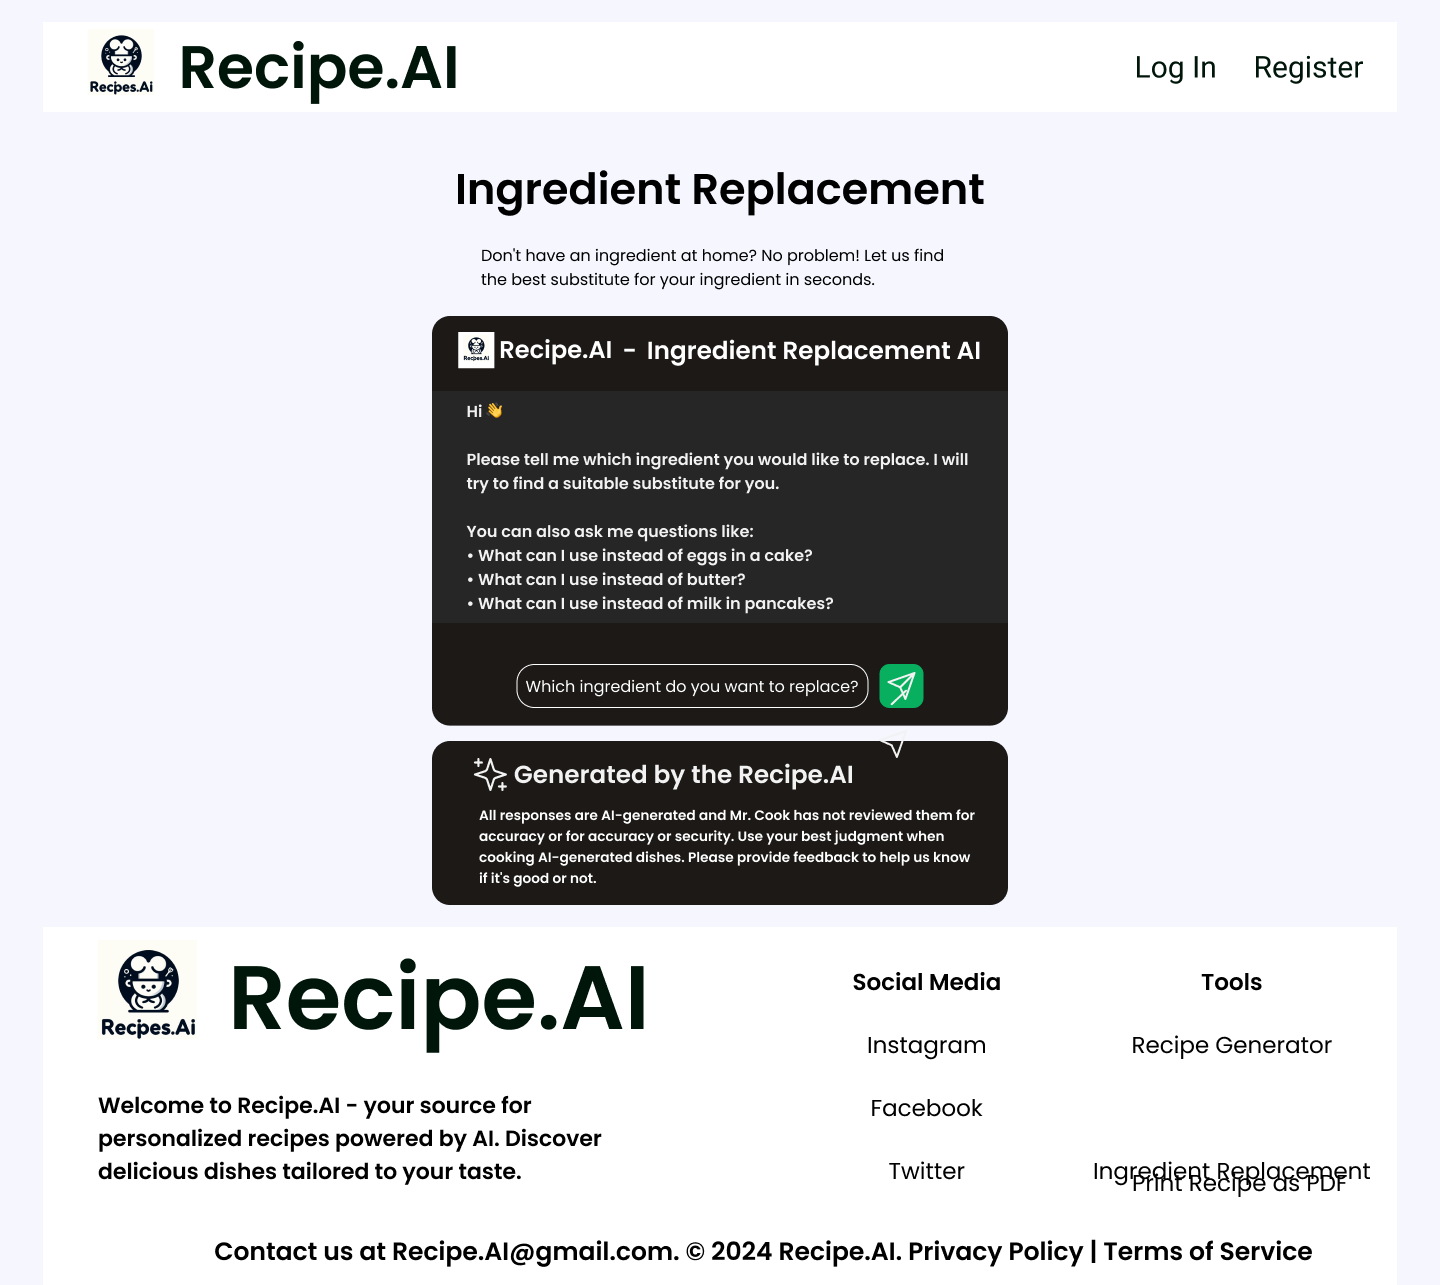 Recipes.Ai
Recipe.AI
Log In
Register
Ingredient Replacement
Don't have an ingredient at home? No problem! Let us find
the best substitute for your ingredient in seconds.
Recipes.Ai
Recipe.AI - Ingredient Replacement AI
Hi 👋
Please tell me which ingredient you would like to replace. I will
try to find a suitable substitute for you.
You can also ask me questions like:
• What can I use instead of eggs in a cake?
• What can I use instead of butter?
• What can I use instead of milk in pancakes?
Which ingredient do you want to replace?
Generated by the Recipe.AI
All responses are AI-generated and Mr. Cook has not reviewed them for
accuracy or for accuracy or security. Use your best judgment when
cooking AI-generated dishes. Please provide feedback to help us know
if it's good or not.
Recipes.Ai
Recipe.AI
Welcome to Recipe.AI - your source for
personalized recipes powered by AI. Discover
delicious dishes tailored to your taste.
Social Media
Instagram
Facebook
Twitter
Tools
Recipe Generator
Ingredient Replacement
Print Recipe as PDF
Contact us at Recipe.AI@gmail.com. © 2024 Recipe.AI. Privacy Policy | Terms of Service